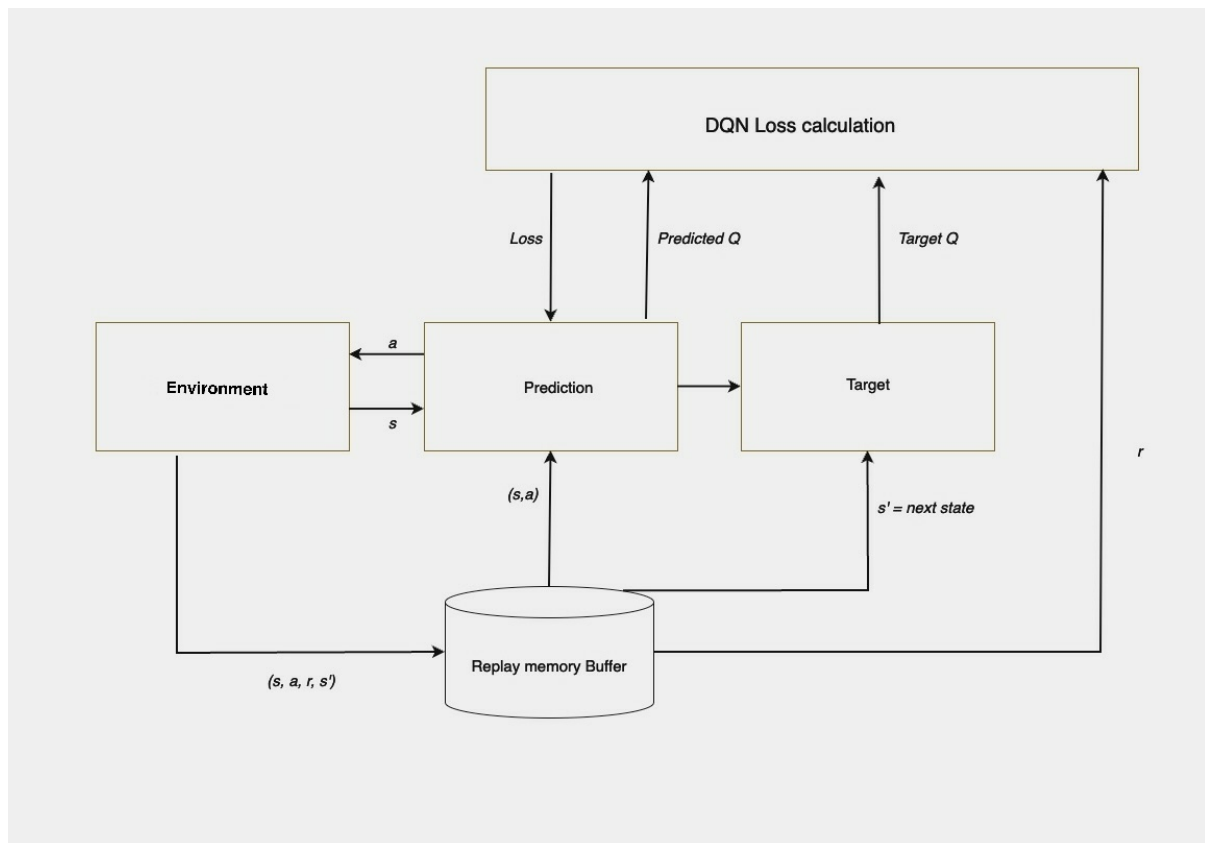 DQN Loss calculation
Loss
Predicted Q
Target Q
a
Environment
Prediction
Target
s
r
(s,a)
s' = next state
Replay memory Buffer
(s, a, r, s')